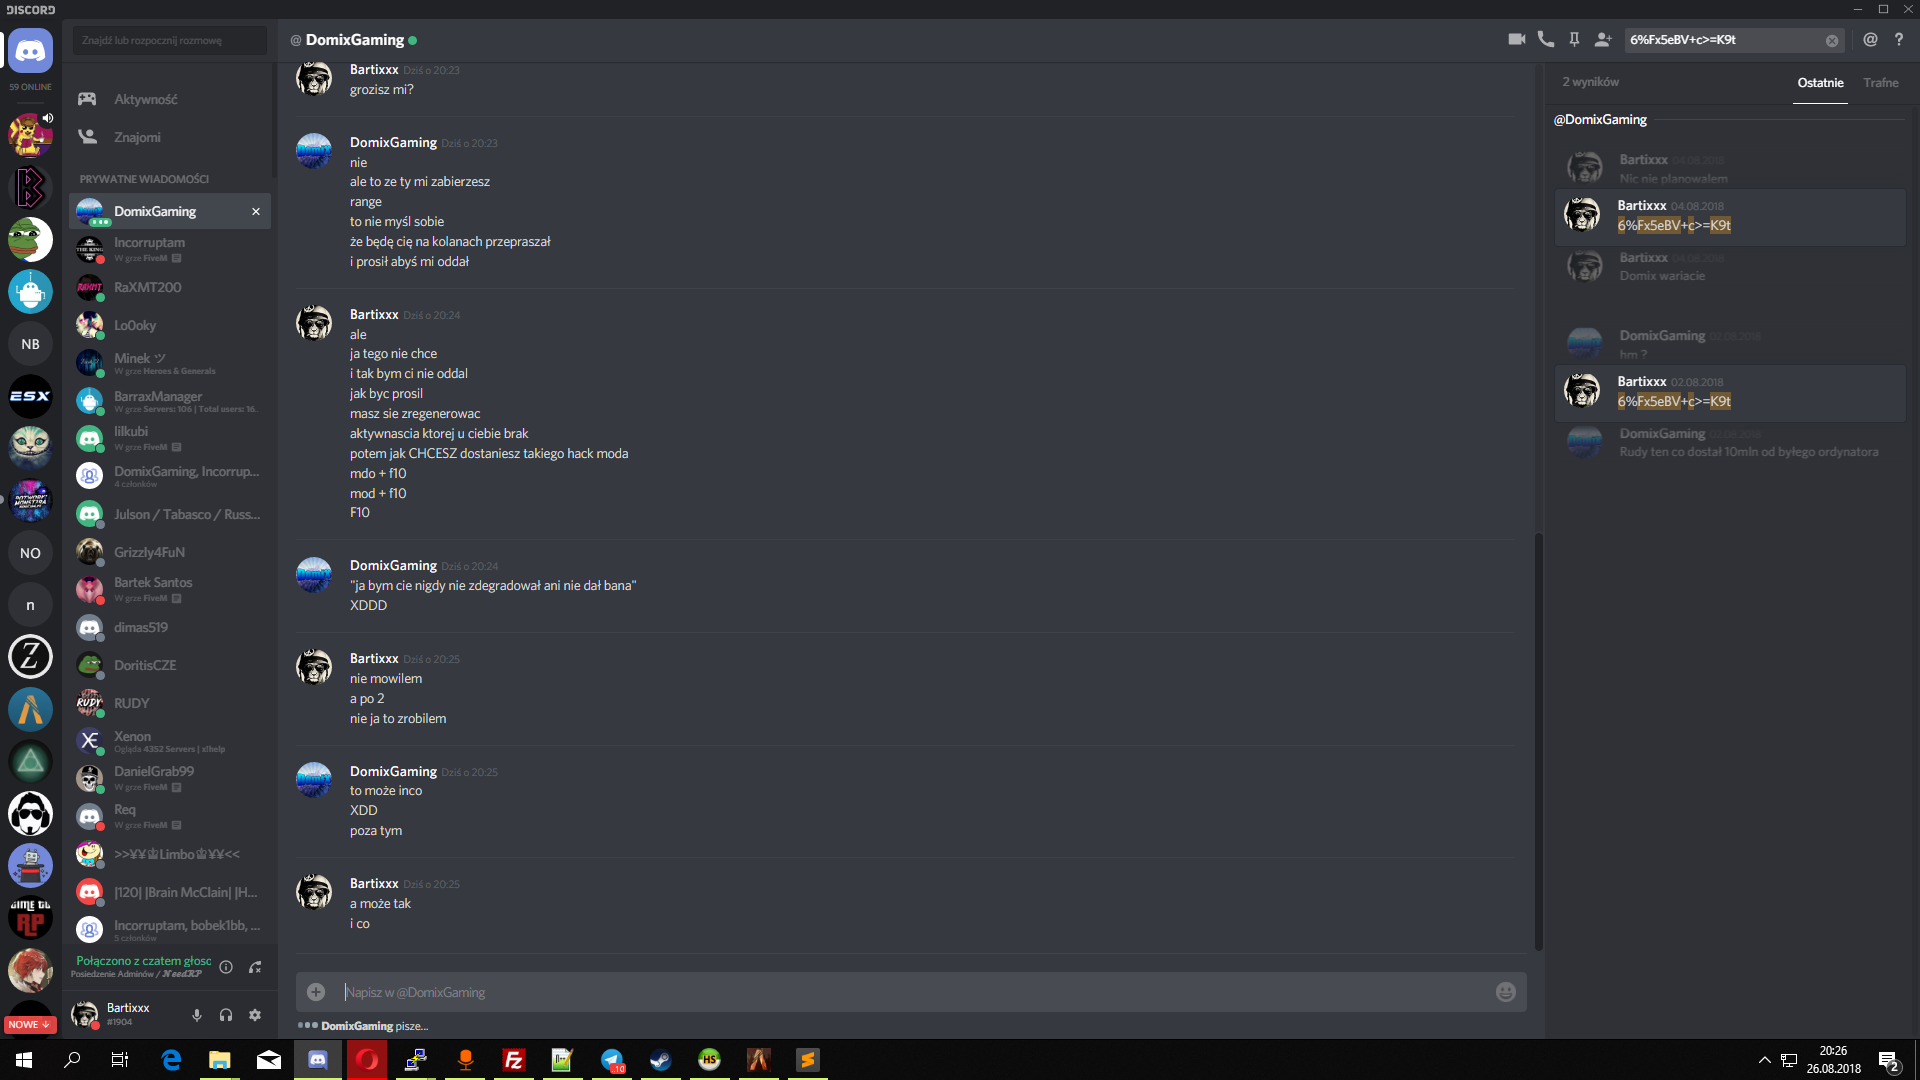 DISCORD
59 ONLINE
NB
ESX
NO
n
Z
GIME TO
RP
NOWE ↓
Znajdź lub rozpocznij rozmowę
Aktywność
Znajomi
PRYWATNE WIADOMOŚCI
DomixGaming
Incorruptam
W grze FiveM
RaXMT200
Lo0oky
Minek ツ
W grze Heroes & Generals
BarraxManager
W grze Servers: 106 | Total users: 16...
lilkubi
W grze FiveM
DomixGaming, Incorrup...
4 członków
Julson / Tabasco / Russ...
Grizzly4FuN
Bartek Santos
W grze FiveM
dimas519
DoritisCZE
RUDY
Xenon
Ogląda 4352 Servers | x!help
DanielGrab99
W grze FiveM
Req
W grze FiveM
>>¥¥♔Limbo♔¥¥<<
|120| |Brain McClain| |H...
Incorruptam, bobek1bb, ...
5 członków
Połączono z czatem głosc
Posiedzenie Adminów / NeedRP
Bartixxx
#1904
@ DomixGaming
Bartixxx Dziś o 20:23
grozisz mi?
DomixGaming Dziś o 20:23
nie
ale to ze ty mi zabierzesz
range
to nie myśl sobie
że będę cię na kolanach przepraszał
i prosił abyś mi oddał
Bartixxx Dziś o 20:24
ale
ja tego nie chce
i tak bym ci nie oddal
jak byc prosil
masz sie zregenerowac
aktywnascia ktorej u ciebie brak
potem jak CHCESZ dostaniesz takiego hack moda
mdo + f10
mod + f10
F10
DomixGaming Dziś o 20:24
"ja bym cie nigdy nie zdegradował ani nie dał bana"
XDDD
Bartixxx Dziś o 20:25
nie mowilem
a po 2
nie ja to zrobilem
DomixGaming Dziś o 20:25
to może inco
XDD
poza tym
Bartixxx Dziś o 20:25
a może tak
i co
Napisz w @DomixGaming
DomixGaming pisze...
6%Fx5eBV+c>=K9t
2 wyników
Ostatnie
Trafne
@DomixGaming
Bartixxx 04.08.2018
Nic nie planowalem
Bartixxx 04.08.2018
6%Fx5eBV+c>=K9t
Bartixxx 04.08.2018
Domix wariacie
DomixGaming 02.08.2018
hm ?
Bartixxx 02.08.2018
6%Fx5eBV+c>=K9t
DomixGaming 02.08.2018
Rudy ten co dostał 10mln od byłego ordynatora
20:26
26.08.2018
2